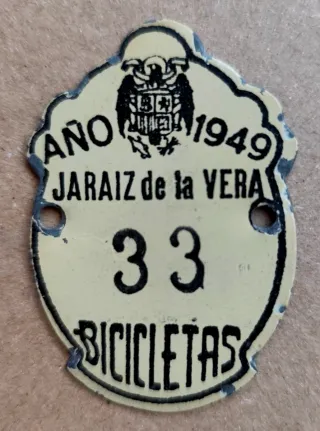 AÑO 1949
JARAIZ de la VERA
33
BICICLETAS